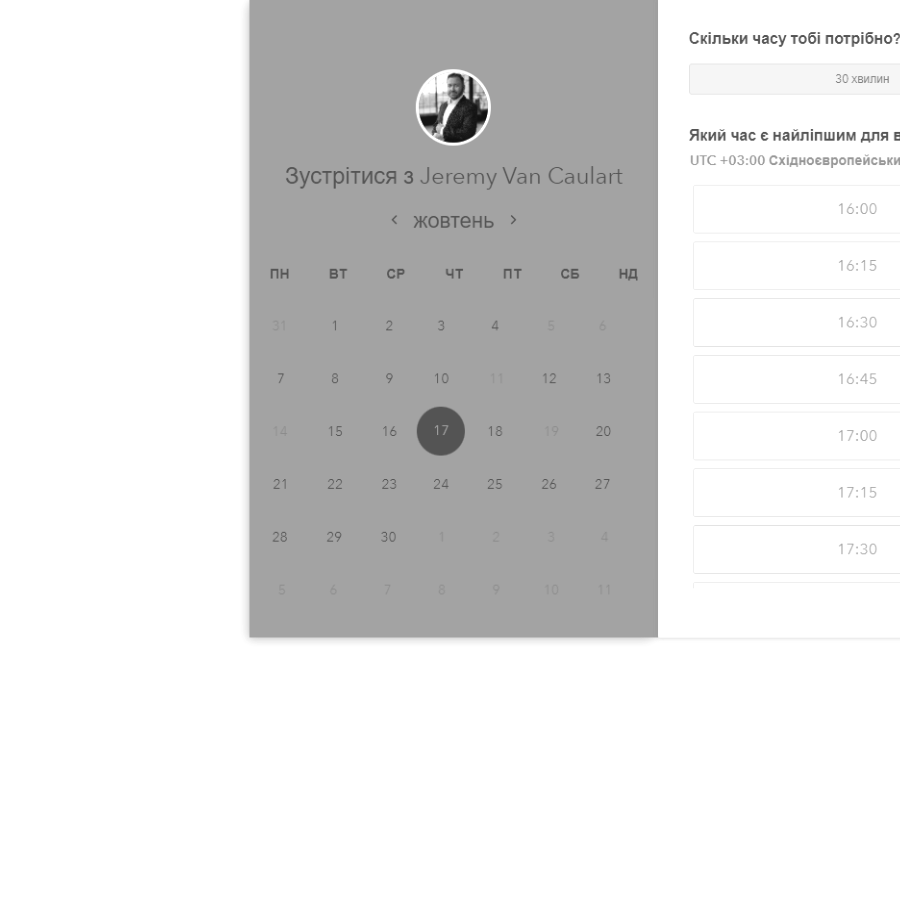 Зустрітися з Jeremy Van Caulart
жовтень
ПН ВТ СР ЧТ ПТ СБ НД
31 1 2 3 4 5 6
7 8 9 10 11 12 13
14 15 16 17 18 19 20
21 22 23 24 25 26 27
28 29 30 1 2 3 4
5 6 7 8 9 10 11
Скільки часу тобі потрібно?
30 хвилин
Який час є найліпшим для в
UTC +03:00 Східноєвропейськи
16:00
16:15
16:30
16:45
17:00
17:15
17:30